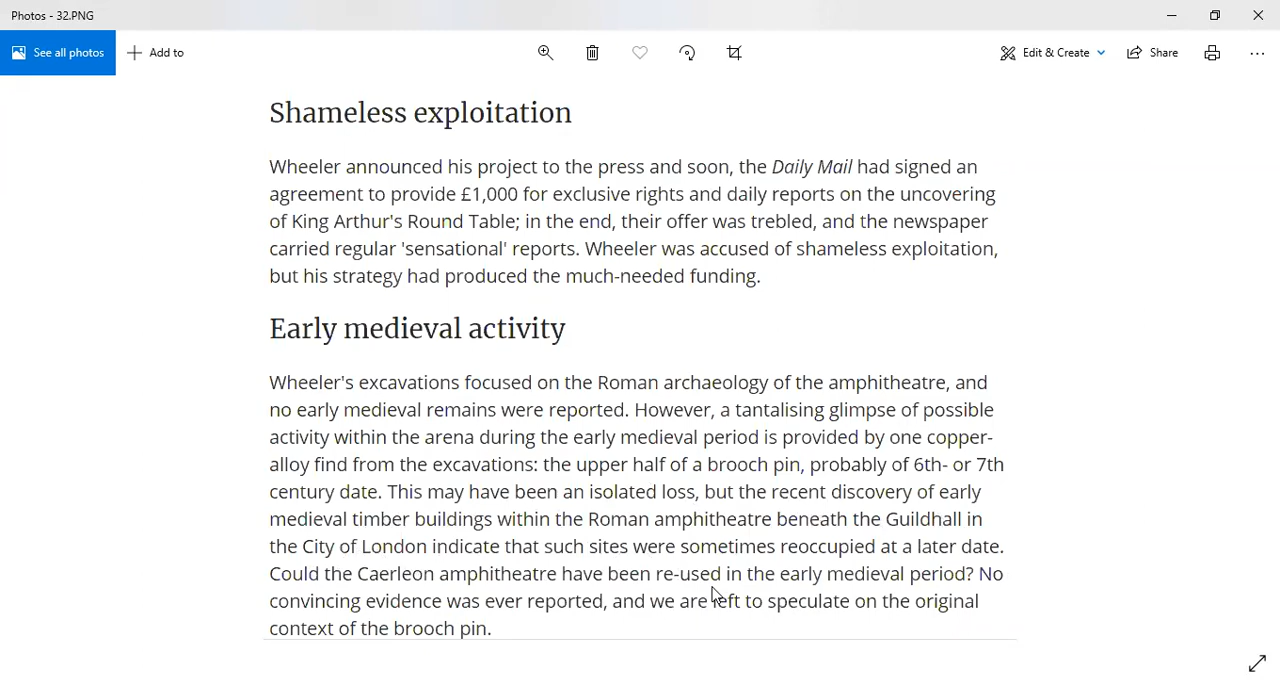 Photos - 32.PNG
See all photos
Add to
Edit & Create
Share
Shameless exploitation
Wheeler announced his project to the press and soon, the Daily Mail had signed an
agreement to provide £1,000 for exclusive rights and daily reports on the uncovering
of King Arthur's Round Table; in the end, their offer was trebled, and the newspaper
carried regular 'sensational' reports. Wheeler was accused of shameless exploitation,
but his strategy had produced the much-needed funding.
Early medieval activity
Wheeler's excavations focused on the Roman archaeology of the amphitheatre, and
no early medieval remains were reported. However, a tantalising glimpse of possible
activity within the arena during the early medieval period is provided by one copper-
alloy find from the excavations: the upper half of a brooch pin, probably of 6th- or 7th
century date. This may have been an isolated loss, but the recent discovery of early
medieval timber buildings within the Roman amphitheatre beneath the Guildhall in
the City of London indicate that such sites were sometimes reoccupied at a later date.
Could the Caerleon amphitheatre have been re-used in the early medieval period? No
convincing evidence was ever reported, and we are left to speculate on the original
context of the brooch pin.